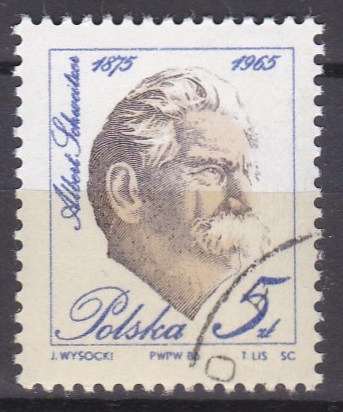 1875 1965
Albert Schweitzer
Polska 5 zł
J. WYSOCKI PWPW 86 T. LIS SC